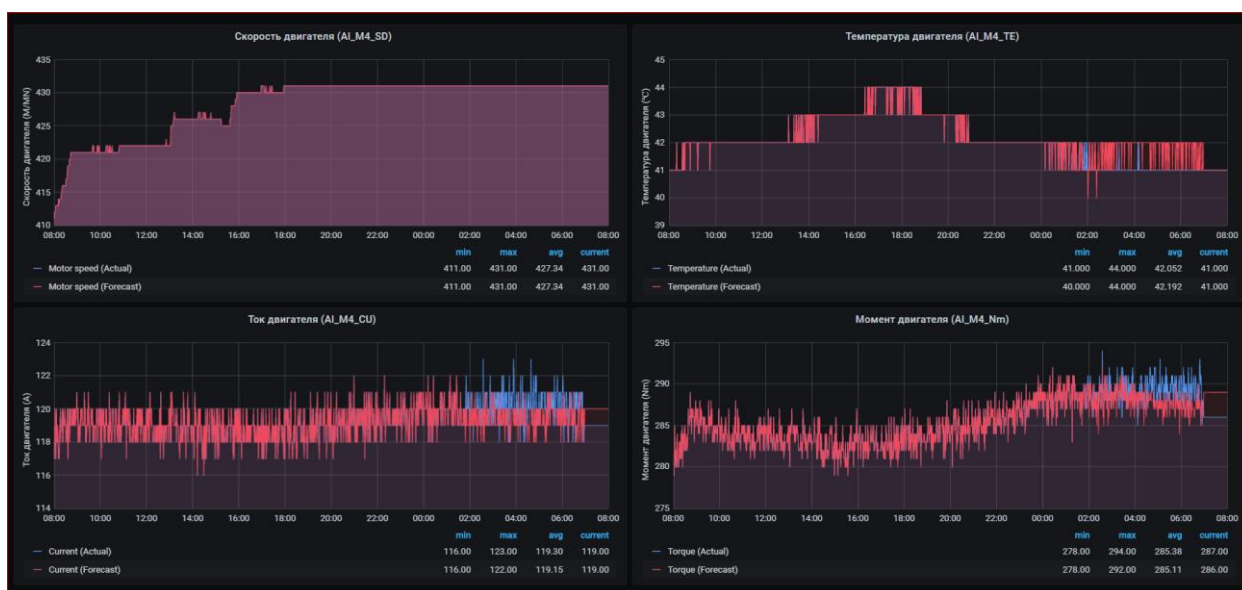 Скорость двигателя (AI_M4_SD)
Скорость двигателя (M/MN)
435
430
425
420
415
410
08:00 10:00 12:00 14:00 16:00 18:00 20:00 22:00 00:00 02:00 04:00 06:00 08:00
min max avg current
Motor speed (Actual) 411.00 431.00 427.34 431.00
Motor speed (Forecast) 411.00 431.00 427.34 431.00
Температура двигателя (AI_M4_TE)
Температура двигателя (°C)
45
44
43
42
41
40
39
08:00 10:00 12:00 14:00 16:00 18:00 20:00 22:00 00:00 02:00 04:00 06:00 08:00
min max avg current
Temperature (Actual) 41.000 44.000 42.052 41.000
Temperature (Forecast) 40.000 44.000 42.192 41.000
Ток двигателя (AI_M4_CU)
Ток двигателя (A)
124
122
120
118
116
114
08:00 10:00 12:00 14:00 16:00 18:00 20:00 22:00 00:00 02:00 04:00 06:00 08:00
min max avg current
Current (Actual) 116.00 123.00 119.30 119.00
Current (Forecast) 116.00 122.00 119.15 119.00
Момент двигателя (AI_M4_Nm)
Момент двигателя (Nm)
295
290
285
280
275
08:00 10:00 12:00 14:00 16:00 18:00 20:00 22:00 00:00 02:00 04:00 06:00 08:00
min max avg current
Torque (Actual) 278.00 294.00 285.38 287.00
Torque (Forecast) 278.00 292.00 285.11 286.00